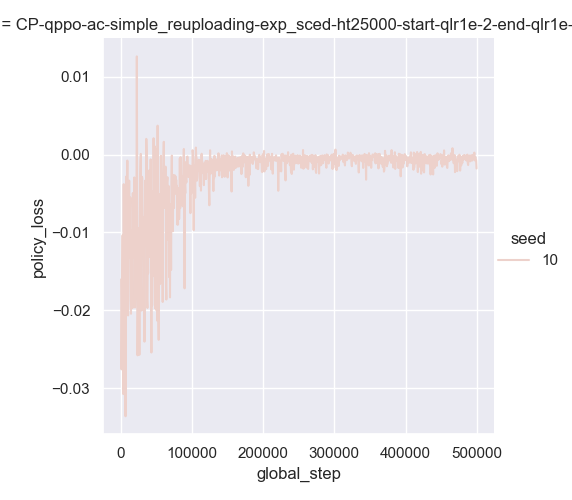 = CP-qppo-ac-simple_reuploading-exp_sced-ht25000-start-qlr1e-2-end-qlr1e-
0.01
0.00
−0.01
−0.02
−0.03
policy_loss
0 100000 200000 300000 400000 500000
global_step
seed
10